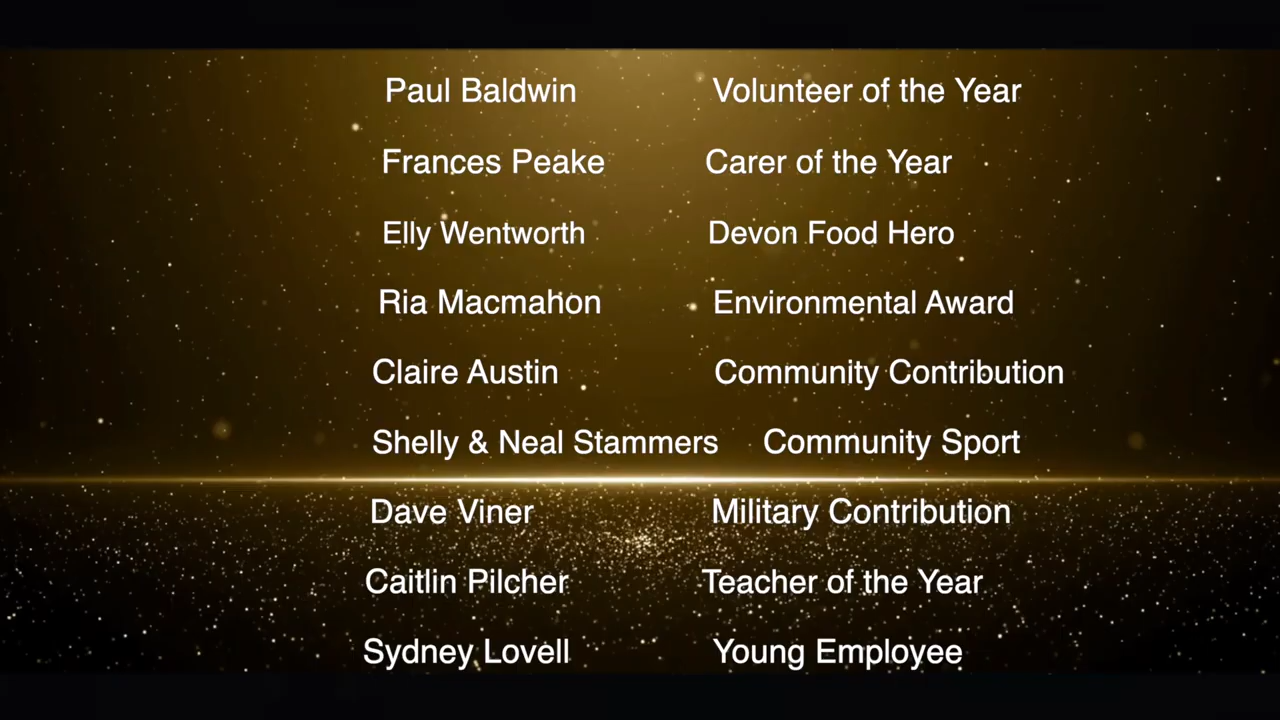 Paul Baldwin Volunteer of the Year
Frances Peake Carer of the Year
Elly Wentworth Devon Food Hero
Ria Macmahon Environmental Award
Claire Austin Community Contribution
Shelly & Neal Stammers Community Sport
Dave Viner Military Contribution
Caitlin Pilcher Teacher of the Year
Sydney Lovell Young Employee